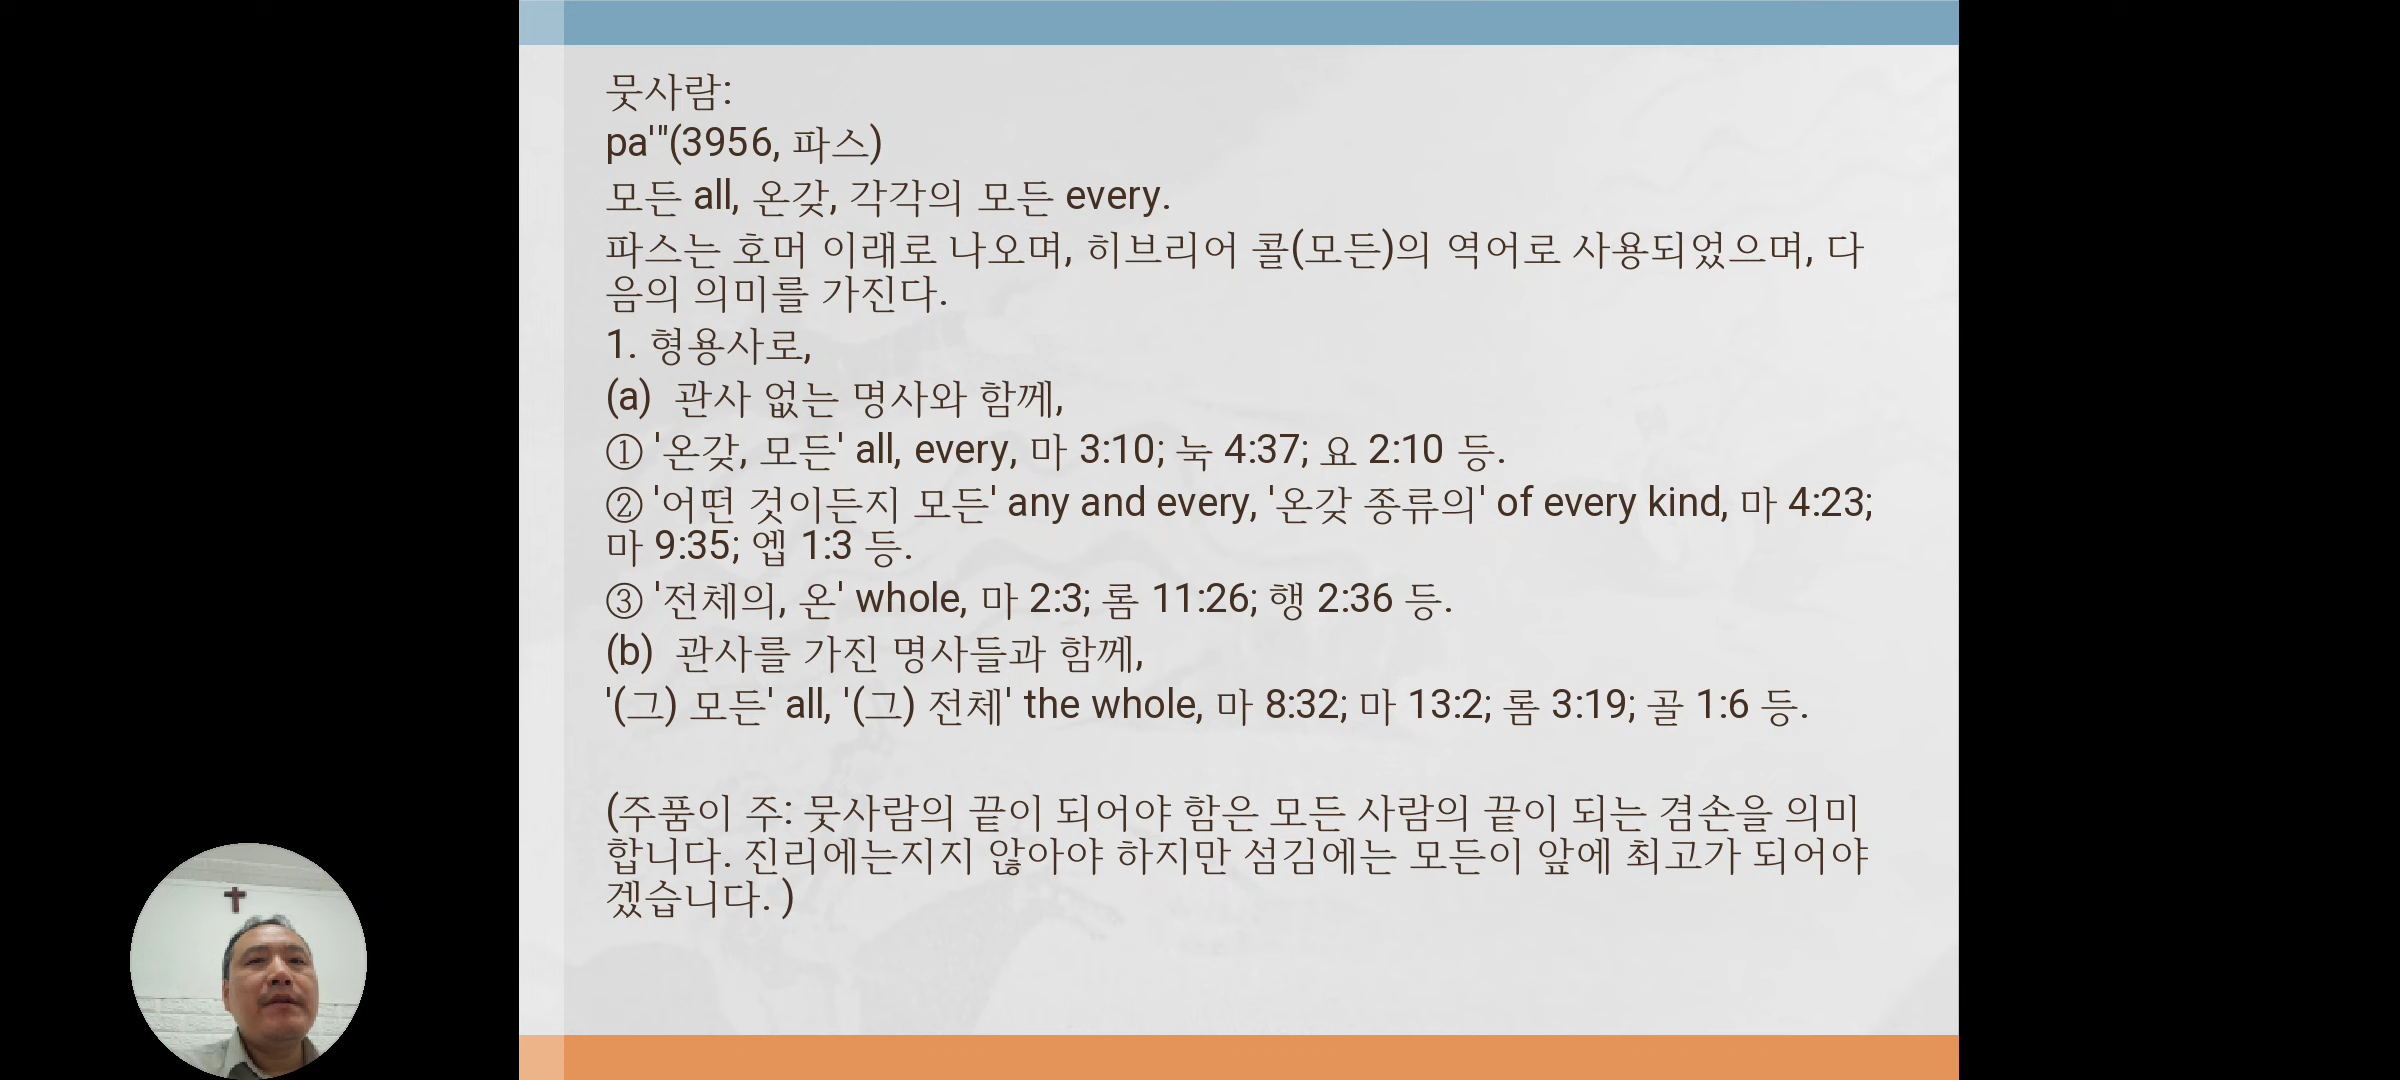 뭇사람:
pa'"(3956, 파스)
모든 all, 온갖, 각각의 모든 every.
파스는 호머 이래로 나오며, 히브리어 콜(모든)의 역어로 사용되었으며, 다
음의 의미를 가진다.
1. 형용사로,
(a) 관사 없는 명사와 함께,
① '온갖, 모든' all, every, 마 3:10; 눅 4:37; 요 2:10 등.
② '어떤 것이든지 모든' any and every, '온갖 종류의' of every kind, 마 4:23;
마 9:35; 엡 1:3 등.
③ '전체의, 온' whole, 마 2:3; 롬 11:26; 행 2:36 등.
(b) 관사를 가진 명사들과 함께,
'(그) 모든' all, '(그) 전체' the whole, 마 8:32; 마 13:2; 롬 3:19; 골 1:6 등.
(주품이 주: 뭇사람의 끝이 되어야 함은 모든 사람의 끝이 되는 겸손을 의미
합니다. 진리에는지지 않아야 하지만 섬김에는 모든이 앞에 최고가 되어야
겠습니다. )